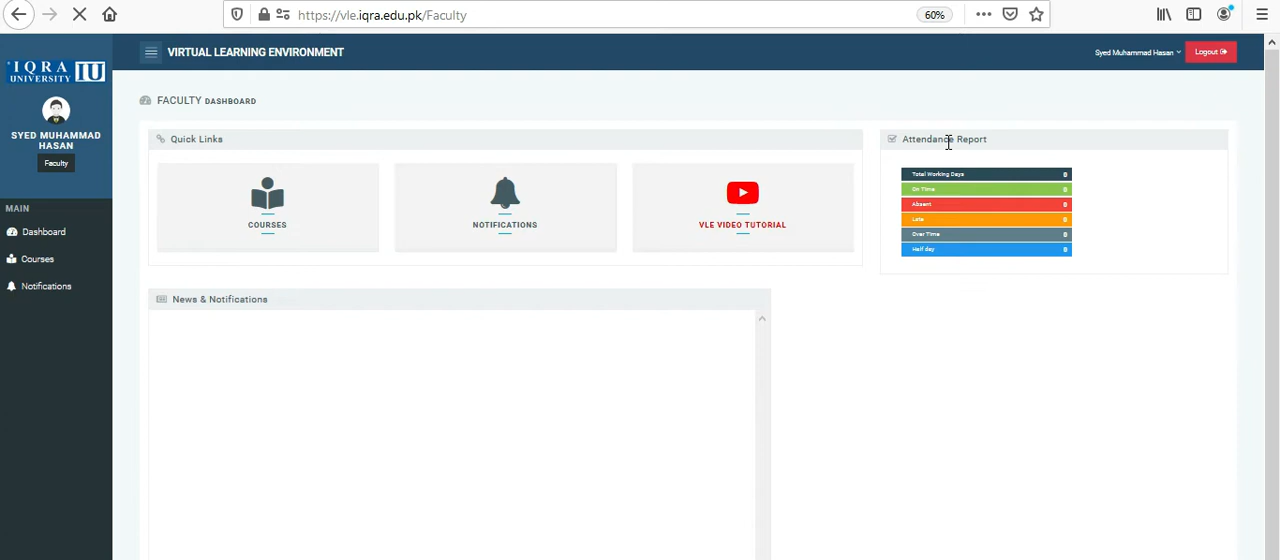 https://vle.iqra.edu.pk/Faculty
60%
IQRA
UNIVERSITY
IU
VIRTUAL LEARNING ENVIRONMENT
Syed Muhammad Hasan
Logout
SYED MUHAMMAD
HASAN
Faculty
MAIN
Dashboard
Courses
Notifications
FACULTY DASHBOARD
Quick Links
COURSES
NOTIFICATIONS
VLE VIDEO TUTORIAL
Attendance Report
Total Working Days 0
On Time 0
Absent 0
Late 0
Over Time 0
Half day 0
News & Notifications